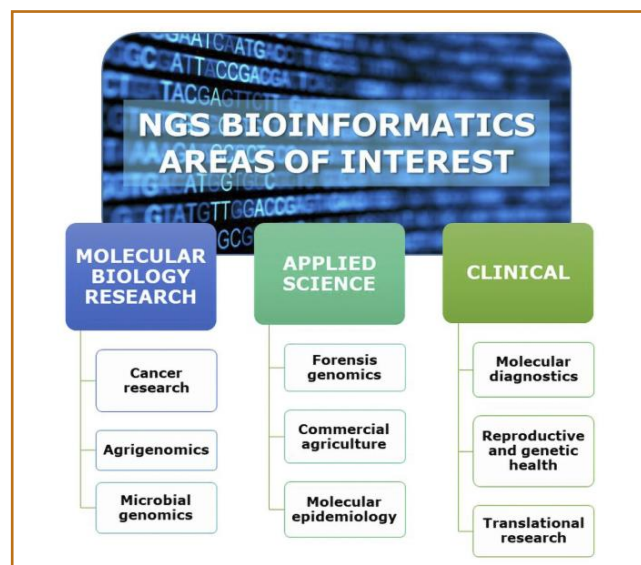 NGS BIOINFORMATICS
AREAS OF INTEREST
MOLECULAR
BIOLOGY
RESEARCH
Cancer
research
Agrigenomics
Microbial
genomics
APPLIED
SCIENCE
Forensis
genomics
Commercial
agriculture
Molecular
epidemiology
CLINICAL
Molecular
diagnostics
Reproductive
and genetic
health
Translational
research